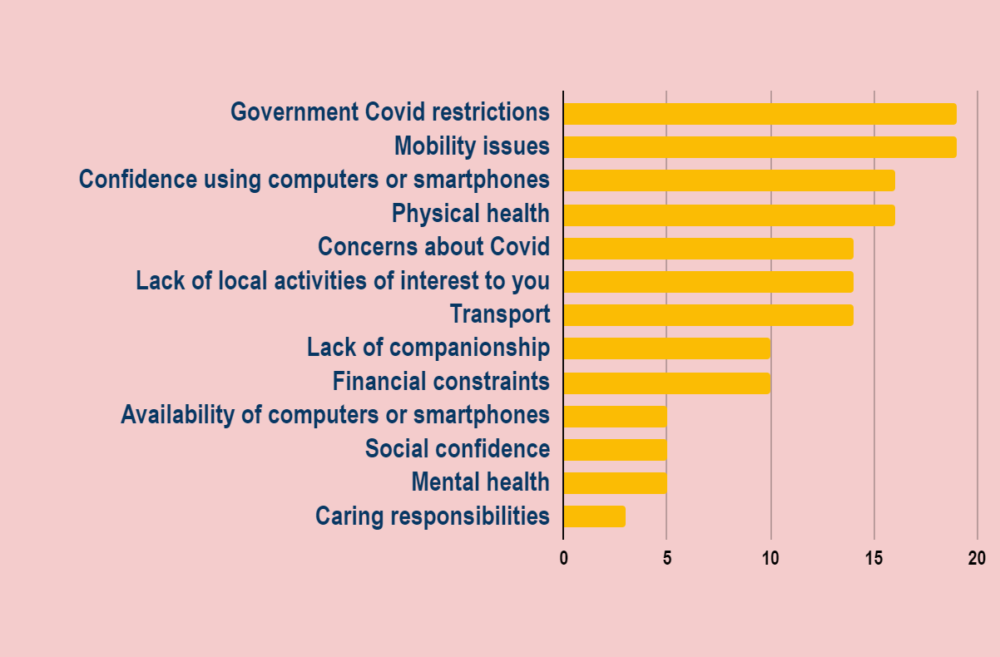 Government Covid restrictions
Mobility issues
Confidence using computers or smartphones
Physical health
Concerns about Covid
Lack of local activities of interest to you
Transport
Lack of companionship
Financial constraints
Availability of computers or smartphones
Social confidence
Mental health
Caring responsibilities
0 5 10 15 20